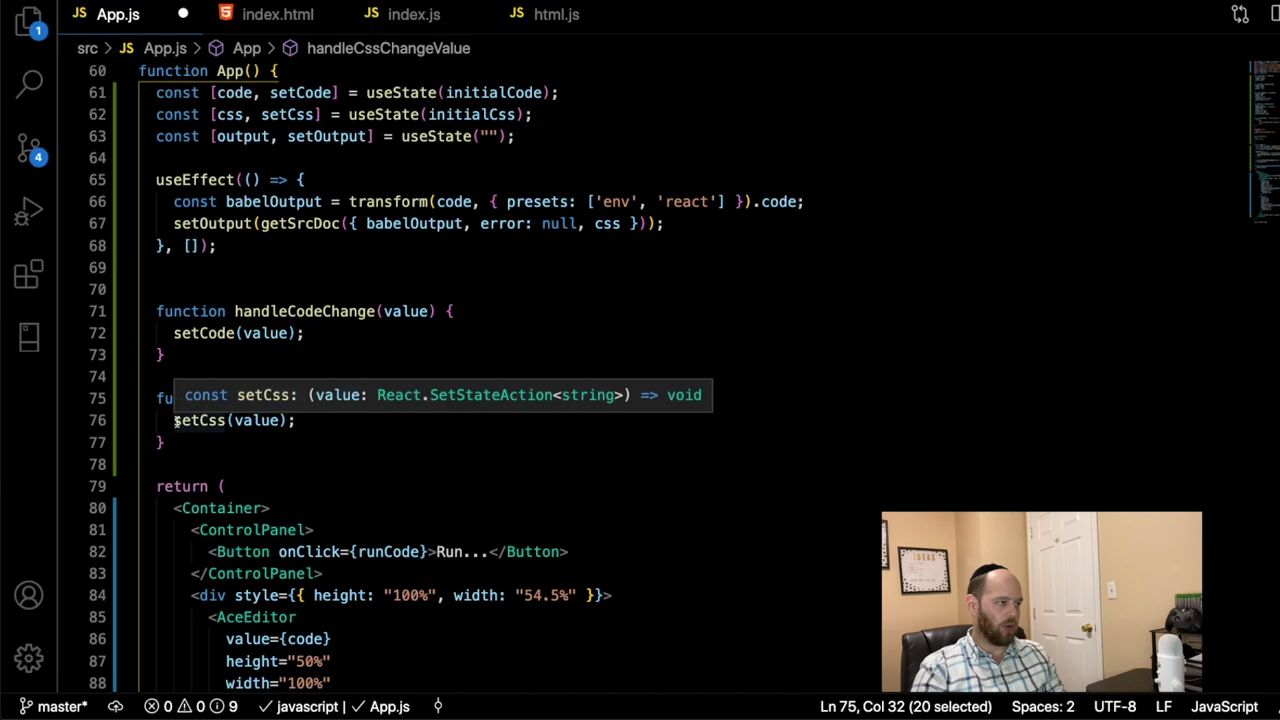 JS App.js index.html JS index.js JS html.js
1
src > JS App.js > App > handleCssChangeValue
60 function App() {
61 const [code, setCode] = useState(initialCode);
62 const [css, setCss] = useState(initialCss);
63 const [output, setOutput] = useState("");
64
65 useEffect(() => {
66 const babelOutput = transform(code, { presets: ['env', 'react'] }).code;
4
67 setOutput(getSrcDoc({ babelOutput, error: null, css }));
68 }, []);
69
70
71 function handleCodeChange(value) {
72 setCode(value);
73 }
74
const setCss: (value: React.SetStateAction<string>) => void
75 fu
76 setCss(value);
77 }
78
79 return (
80 <Container>
81 <ControlPanel>
82 <Button onClick={runCode}>Run...</Button>
83 </ControlPanel>
84 <div style={{ height: "100%", width: "54.5%" }}>
85 <AceEditor
86 value={code}
87 height="50%"
88 width="100%"
IDEAS
master* 0 0 9 javascript | App.js Ln 75, Col 32 (20 selected) Spaces: 2 UTF-8 LF JavaScript